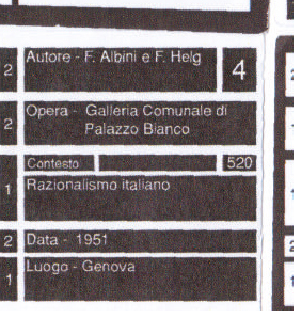 2 Autore - F. Albini e F. Helg 4
2 Opera - Galleria Comunale di
Palazzo Bianco
Contesto 520
1 Razionalismo italiano
2 Data - 1951
1 Luogo - Genova
2
1
2
1